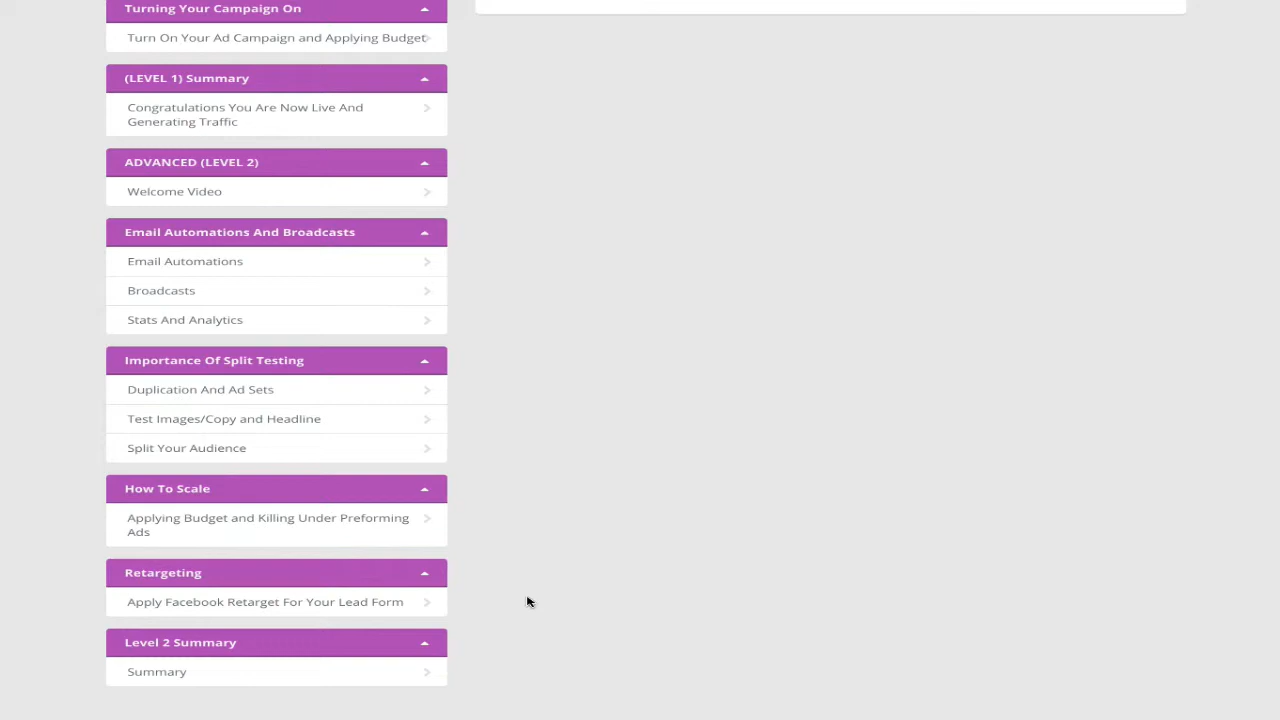 Turning Your Campaign On
Turn On Your Ad Campaign and Applying Budget
(LEVEL 1) Summary
Congratulations You Are Now Live And
Generating Traffic
ADVANCED (LEVEL 2)
Welcome Video
Email Automations And Broadcasts
Email Automations
Broadcasts
Stats And Analytics
Importance Of Split Testing
Duplication And Ad Sets
Test Images/Copy and Headline
Split Your Audience
How To Scale
Applying Budget and Killing Under Preforming
Ads
Retargeting
Apply Facebook Retarget For Your Lead Form
Level 2 Summary
Summary